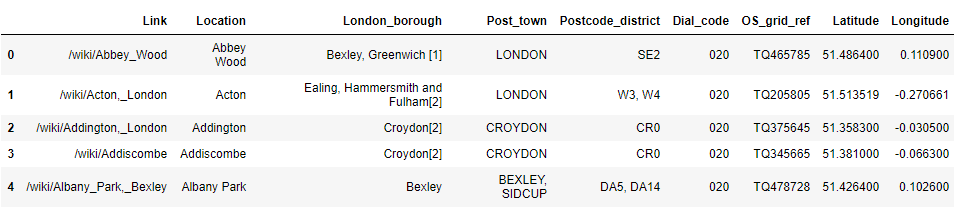 Link Location London_borough Post_town Postcode_district Dial_code OS_grid_ref Latitude Longitude
0 /wiki/Abbey_Wood Abbey Wood Bexley, Greenwich [1] LONDON SE2 020 TQ465785 51.486400 0.110900
1 /wiki/Acton,_London Acton Ealing, Hammersmith and Fulham[2] LONDON W3, W4 020 TQ205805 51.513519 -0.270661
2 /wiki/Addington,_London Addington Croydon[2] CROYDON CR0 020 TQ375645 51.358300 -0.030500
3 /wiki/Addiscombe Addiscombe Croydon[2] CROYDON CR0 020 TQ345665 51.381000 -0.066300
4 /wiki/Albany_Park,_Bexley Albany Park Bexley BEXLEY, SIDCUP DA5, DA14 020 TQ478728 51.426400 0.102600